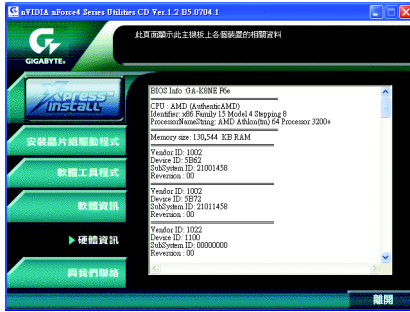 nVIDIA nForce4 Series Utilities CD Ver.1.2 B5.0704.1
GIGABYTE
此頁面顯示此主機板上各個裝置的相關資料
Xpress
INSTALL
安裝晶片組驅動程式
軟體工具程式
軟體資訊
硬體資訊
與我們聯絡
BIOS Info :GA-K8NE F6e
CPU : AMD (AuthenticAMD)
Identifier: x86 Family 15 Model 4 Stepping 8
ProcessorNameString: AMD Athlon(tm) 64 Processor 3200+
Memory size: 130,544 KB RAM
Vendor ID: 1002
Device ID: 5B62
SubSystem ID: 21001458
Reversion : 00
Vendor ID: 1002
Device ID: 5B72
SubSystem ID: 21011458
Reversion : 00
Vendor ID: 1022
Device ID: 1100
SubSystem ID: 00000000
Reversion : 00
離開